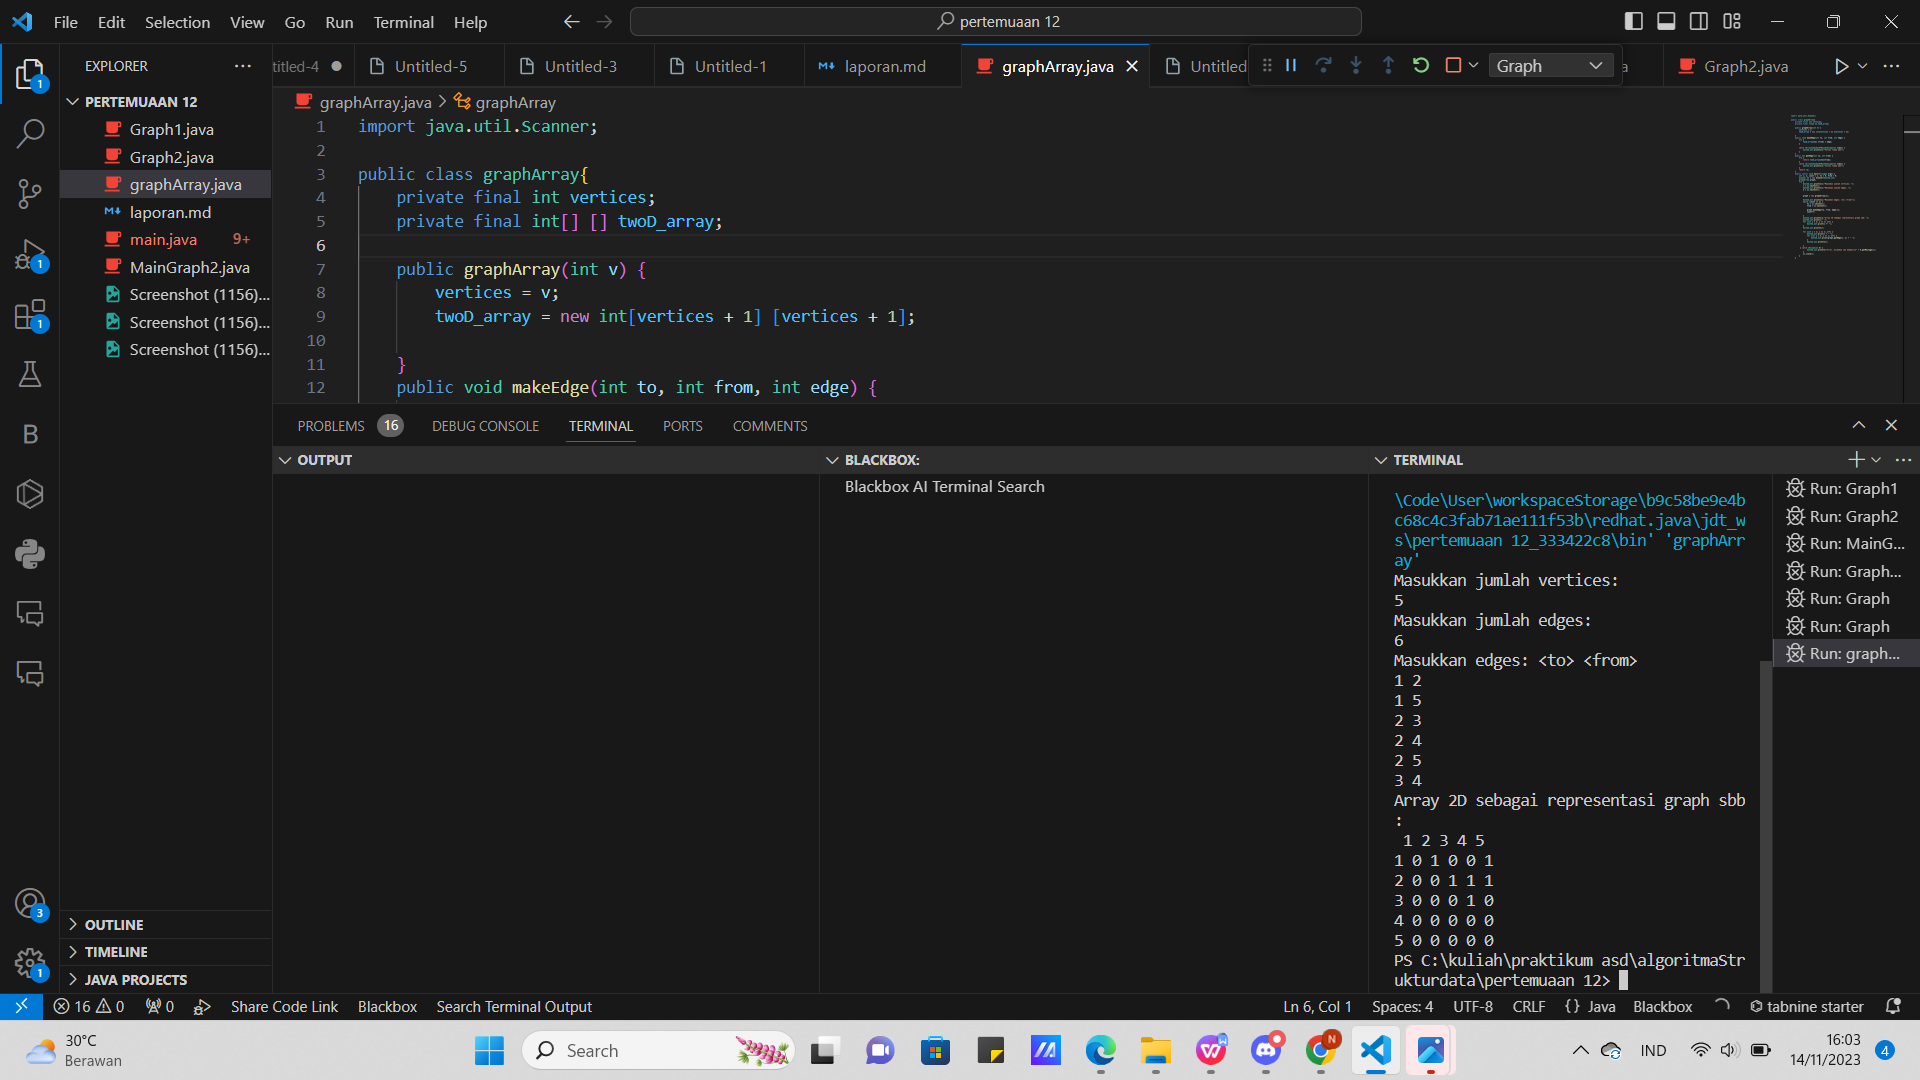 File Edit Selection View Go Run Terminal Help
pertemuaan 12
EXPLORER
titled-4
Untitled-5
Untitled-3
Untitled-1
laporan.md
graphArray.java
Untitled
Graph
a
Graph2.java
PERTEMUAAN 12
Graph1.java
Graph2.java
graphArray.java
laporan.md
main.java 9+
MainGraph2.java
Screenshot (1156)...
Screenshot (1156)...
Screenshot (1156)...
OUTLINE
TIMELINE
JAVA PROJECTS
1
1
1
B
3
1
graphArray.java > graphArray
1 import java.util.Scanner;
2
3 public class graphArray{
4 private final int vertices;
5 private final int[] [] twoD_array;
6
7 public graphArray(int v) {
8 vertices = v;
9 twoD_array = new int[vertices + 1] [vertices + 1];
10
11 }
12 public void makeEdge(int to, int from, int edge) {
PROBLEMS 16 DEBUG CONSOLE TERMINAL PORTS COMMENTS
OUTPUT
BLACKBOX:
Blackbox AI Terminal Search
TERMINAL
\Code\User\workspaceStorage\b9c58be9e4b
c68c4c3fab71ae111f53b\redhat.java\jdt_w
s\pertemuaan 12_333422c8\bin' 'graphArr
ay'
Masukkan jumlah vertices:
5
Masukkan jumlah edges:
6
Masukkan edges: <to> <from>
1 2
1 5
2 3
2 4
2 5
3 4
Array 2D sebagai representasi graph sbb
:
1 2 3 4 5
1 0 1 0 0 1
2 0 0 1 1 1
3 0 0 0 1 0
4 0 0 0 0 0
5 0 0 0 0 0
PS C:\kuliah\praktikum asd\algoritmaStr
ukturdata\pertemuaan 12>
Run: Graph1
Run: Graph2
Run: MainG...
Run: Graph...
Run: Graph
Run: Graph
Run: graph...
16 0 0 Share Code Link Blackbox Search Terminal Output
Ln 6, Col 1 Spaces: 4 UTF-8 CRLF {} Java Blackbox tabnine starter
30°C
Berawan
Search
N
IND
16:03
14/11/2023
4